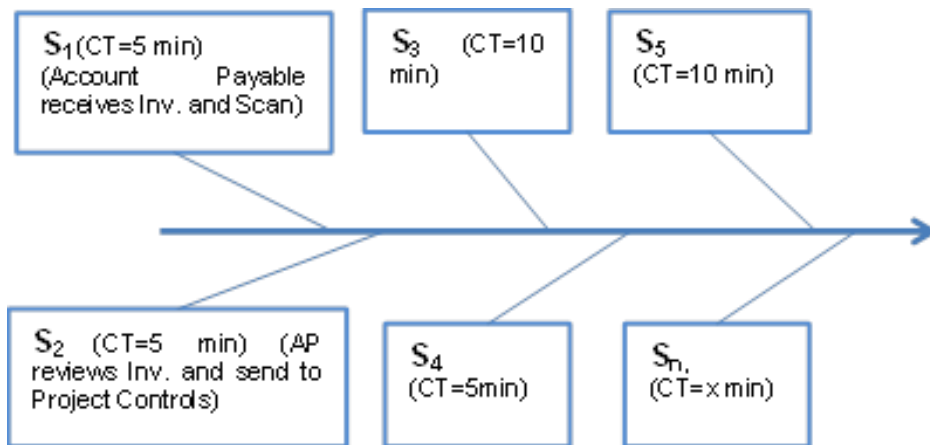 S₁(CT=5 min)
(Account Payable
receives Inv. and Scan)
S₃ (CT=10
min)
S₅
(CT=10 min)
S₂ (CT=5 min) (AP
reviews Inv. and send to
Project Controls)
S₄
(CT=5min)
Sₙ.
(CT=x min)